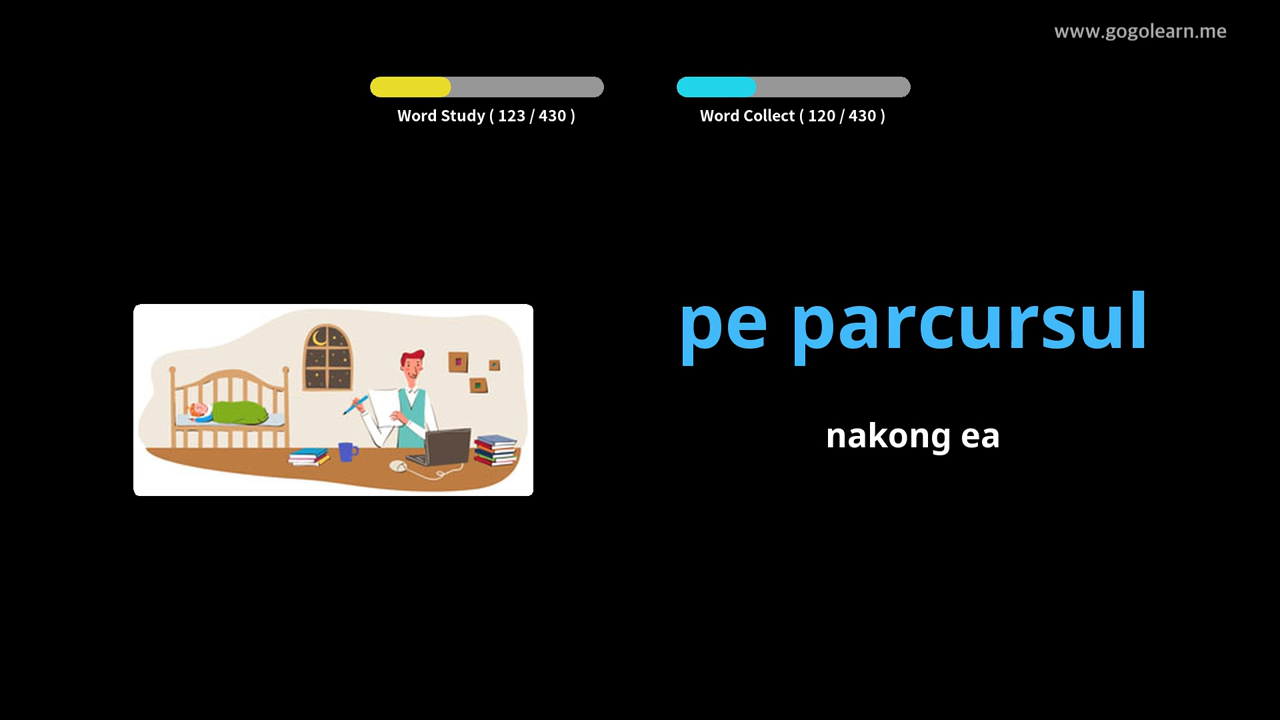 www.gogolearn.me
Word Study ( 123 / 430 )
Word Collect ( 120 / 430 )
pe parcursul
nakong ea